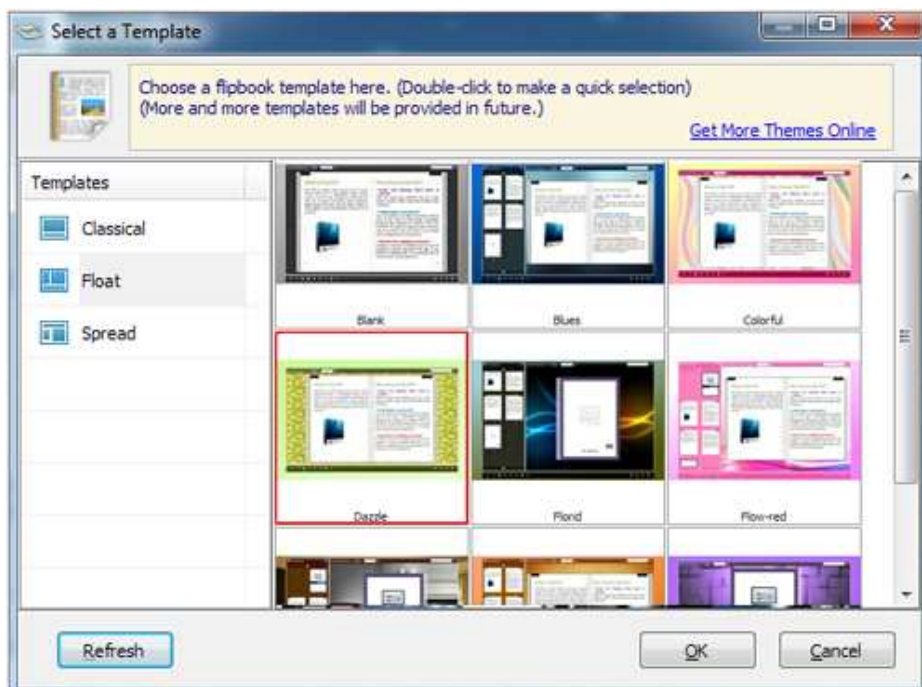 Select a Template
Choose a flipbook template here. (Double-click to make a quick selection)
(More and more templates will be provided in future.)
Get More Themes Online
Templates
Classical
Float
Spread
Blank
Blues
Colorful
Dazzle
Florid
Flow-red
Refresh
OK
Cancel